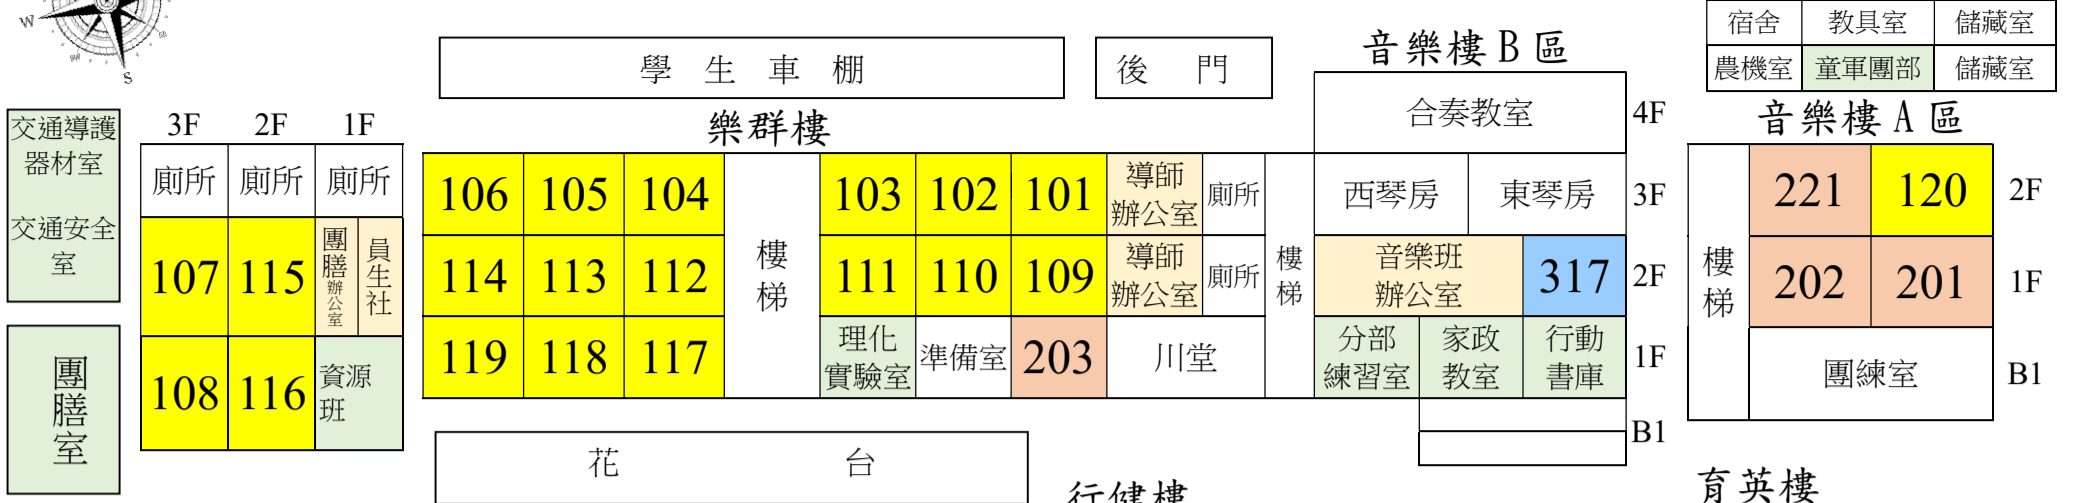 宿舍 教具室 儲藏室
農機室 童軍團部 儲藏室
W
S
學 生 車 棚
後 門
音樂樓B區
合奏教室 4F
音樂樓A區
交通導護
器材室
交通安全
室
團膳室
3F 2F 1F
廁所 廁所 廁所
107 115 團膳辦公室 員生社
108 116 資源
班
樂群樓
106 105 104 103 102 101 導師
辦公室 廁所
114 113 112 樓梯 111 110 109 導師
辦公室 廁所 樓梯
119 118 117 理化
實驗室 準備室 203 川堂
西琴房 東琴房 3F
音樂班
辦公室 317 2F
分部
練習室 家政
教室 行動
書庫 1F
B1
樓梯
221 120 2F
202 201 1F
團練室 B1
花 台
行健樓
育英樓